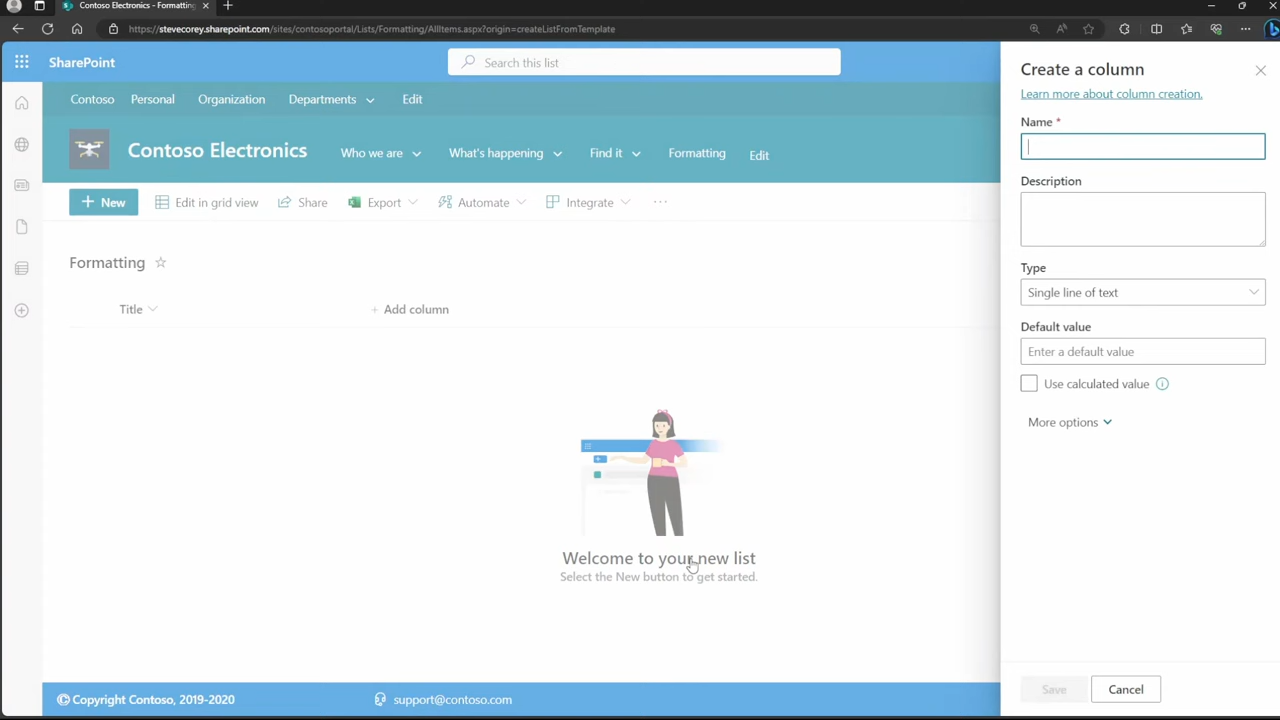 Contoso Electronics - Formatting
https://stevecorey.sharepoint.com/sites/contosoportal/Lists/Formatting/AllItems.aspx?origin=createListFromTemplate
SharePoint
Search this list
Contoso Personal Organization Departments Edit
Contoso Electronics Who we are What's happening Find it Formatting Edit
+ New Edit in grid view Share Export Automate Integrate ...
Formatting
Title + Add column
Welcome to your new list
Select the New button to get started.
© Copyright Contoso, 2019-2020 support@contoso.com
Create a column
Learn more about column creation.
Name *
Description
Type
Single line of text
Default value
Enter a default value
Use calculated value
More options
Save Cancel